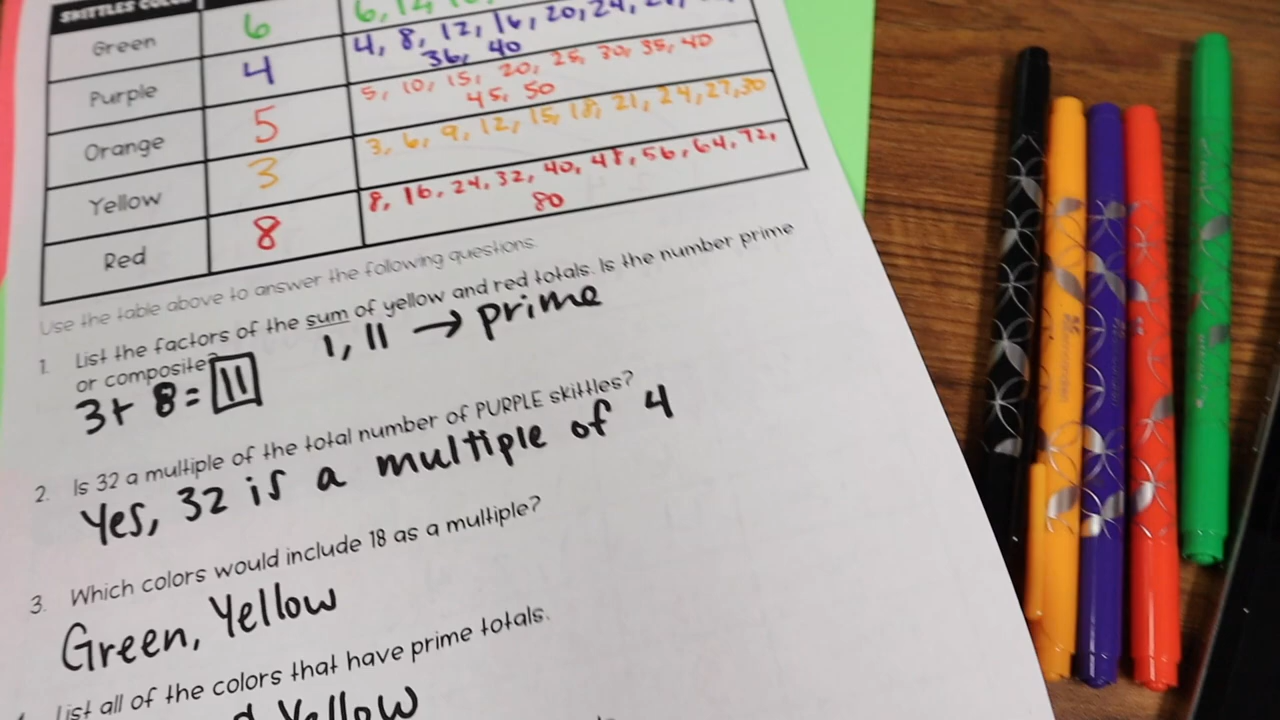 SKITTLES
Green 6 6,
Purple 4 4, 8, 12, 16, 20, 24,
36, 40
Orange 5 5, 10, 15, 20, 25, 30, 35, 40
45, 50
Yellow 3 3, 6, 9, 12, 15, 18, 21, 24, 27, 30
Red 8 8, 16, 24, 32, 40, 48, 56, 64, 72,
80
Use the table above to answer the following questions.
1. List the factors of the sum of yellow and red totals. Is the number prime
or composite?
1, 11 → prime
3+8=11
2. Is 32 a multiple of the total number of PURPLE skittles?
Yes, 32 is a multiple of 4
3. Which colors would include 18 as a multiple?
Green, Yellow
List all of the colors that have prime totals.
Yellow